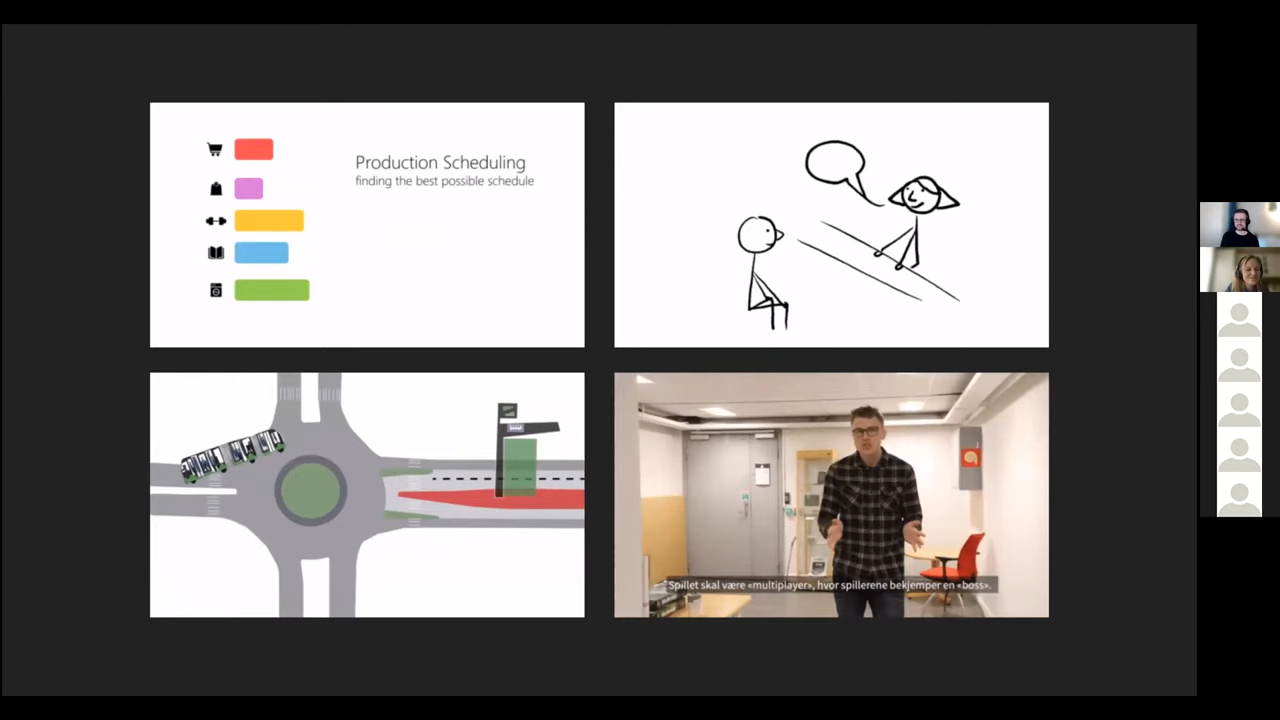 Production Scheduling
finding the best possible schedule
Spillet skal være «multiplayer», hvor spillerene bekjemper en «boss».